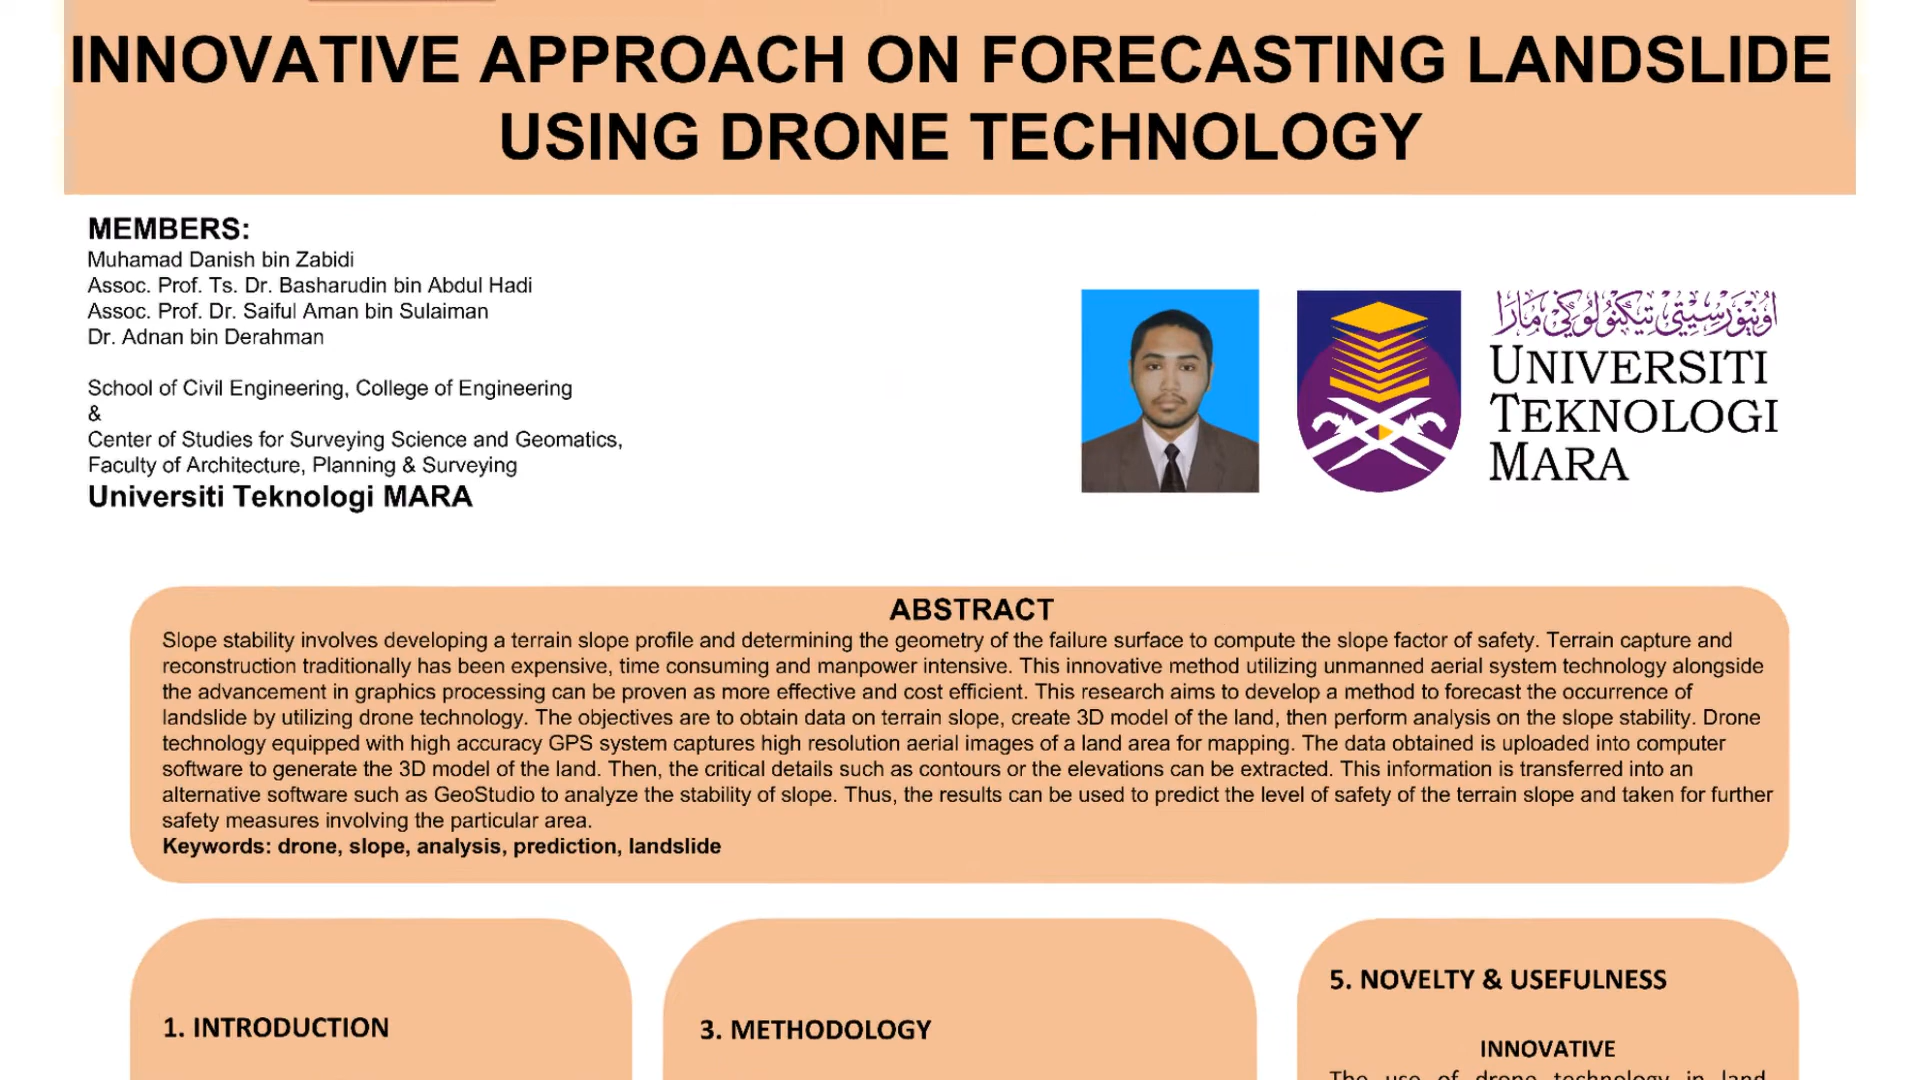 INNOVATIVE APPROACH ON FORECASTING LANDSLIDE
USING DRONE TECHNOLOGY
MEMBERS:
Muhamad Danish bin Zabidi
Assoc. Prof. Ts. Dr. Basharudin bin Abdul Hadi
Assoc. Prof. Dr. Saiful Aman bin Sulaiman
Dr. Adnan bin Derahman
School of Civil Engineering, College of Engineering
&
Center of Studies for Surveying Science and Geomatics,
Faculty of Architecture, Planning & Surveying
Universiti Teknologi MARA
اونيۏرسيتي تيكنولوڬي مارا
UNIVERSITI
TEKNOLOGI
MARA
ABSTRACT
Slope stability involves developing a terrain slope profile and determining the geometry of the failure surface to compute the slope factor of safety. Terrain capture and
reconstruction traditionally has been expensive, time consuming and manpower intensive. This innovative method utilizing unmanned aerial system technology alongside
the advancement in graphics processing can be proven as more effective and cost efficient. This research aims to develop a method to forecast the occurrence of
landslide by utilizing drone technology. The objectives are to obtain data on terrain slope, create 3D model of the land, then perform analysis on the slope stability. Drone
technology equipped with high accuracy GPS system captures high resolution aerial images of a land area for mapping. The data obtained is uploaded into computer
software to generate the 3D model of the land. Then, the critical details such as contours or the elevations can be extracted. This information is transferred into an
alternative software such as GeoStudio to analyze the stability of slope. Thus, the results can be used to predict the level of safety of the terrain slope and taken for further
safety measures involving the particular area.
Keywords: drone, slope, analysis, prediction, landslide
1. INTRODUCTION
3. METHODOLOGY
5. NOVELTY & USEFULNESS
INNOVATIVE
The use of drone technology in land